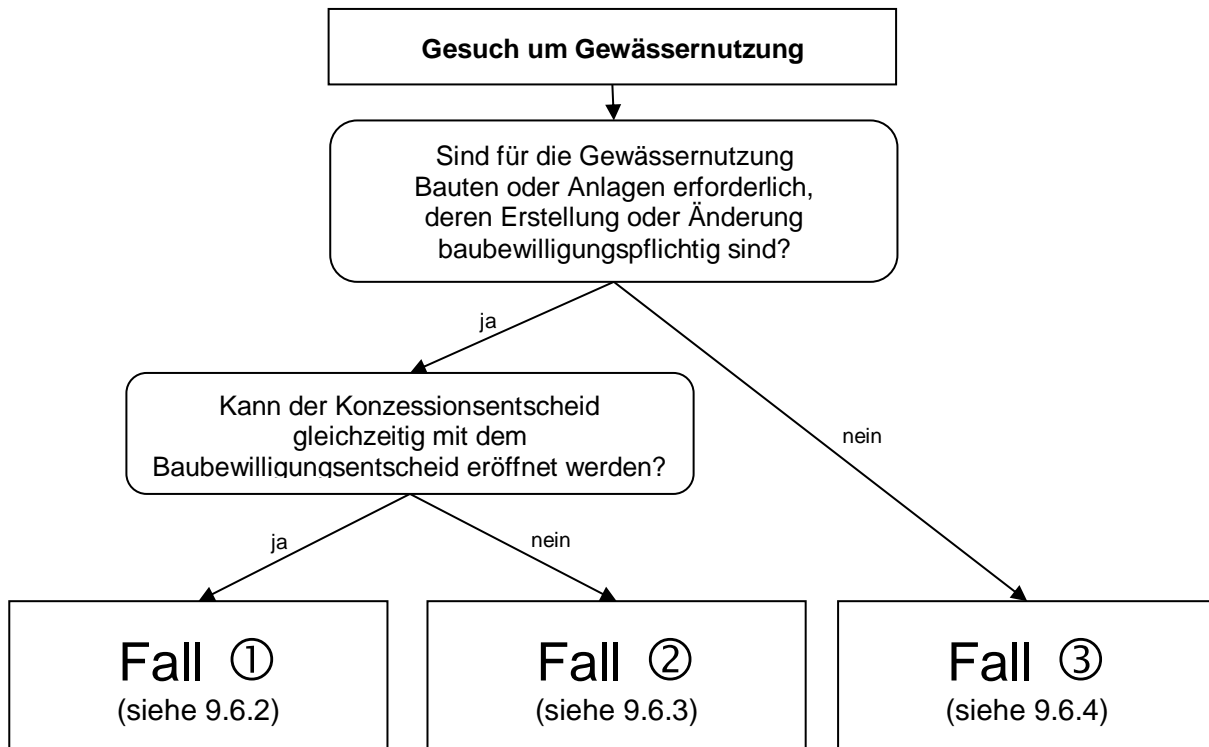 Gesuch um Gewässernutzung
Sind für die Gewässernutzung
Bauten oder Anlagen erforderlich,
deren Erstellung oder Änderung
baubewilligungspflichtig sind?
ja
nein
Kann der Konzessionsentscheid
gleichzeitig mit dem
Baubewilligungsentscheid eröffnet werden?
ja
nein
Fall ①
(siehe 9.6.2)
Fall ②
(siehe 9.6.3)
Fall ③
(siehe 9.6.4)